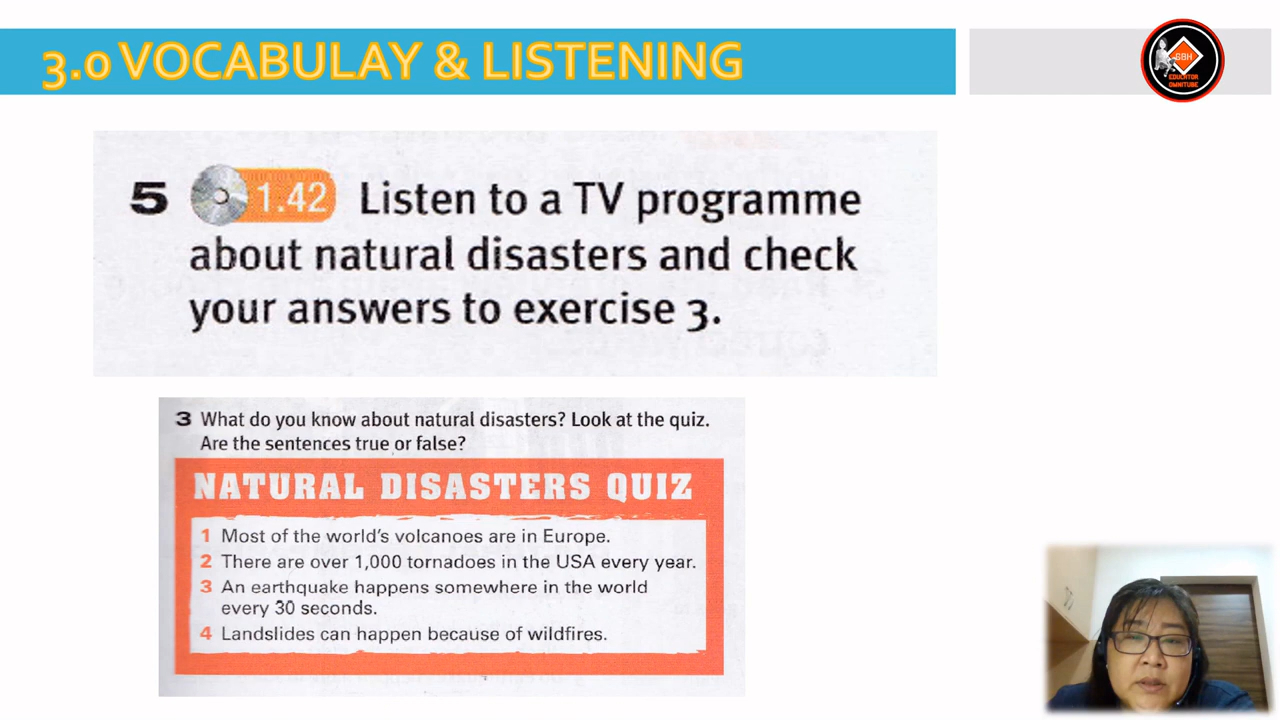 3.0 VOCABULAY & LISTENING
GBH
EDUCATOR
OMNITUBE
5 1.42 Listen to a TV programme
about natural disasters and check
your answers to exercise 3.
3 What do you know about natural disasters? Look at the quiz.
Are the sentences true or false?
NATURAL DISASTERS QUIZ
1 Most of the world's volcanoes are in Europe.
2 There are over 1,000 tornadoes in the USA every year.
3 An earthquake happens somewhere in the world
every 30 seconds.
4 Landslides can happen because of wildfires.